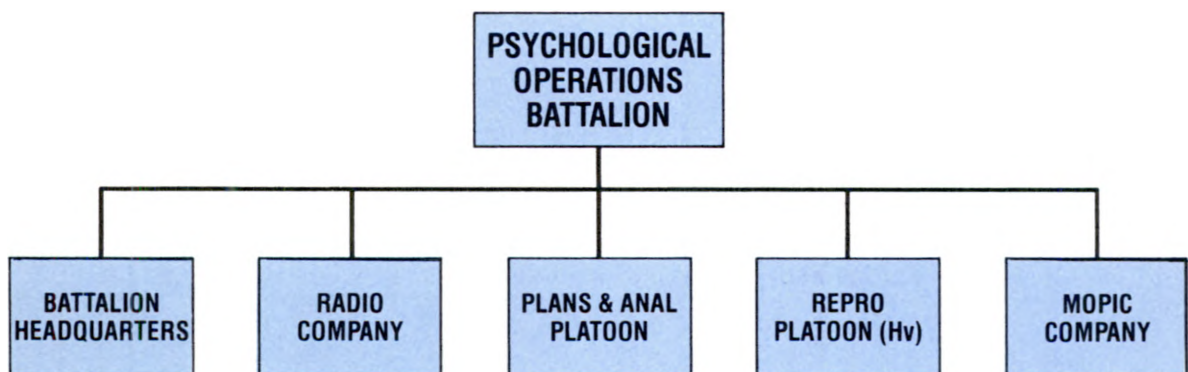 PSYCHOLOGICAL
OPERATIONS
BATTALION
BATTALION
HEADQUARTERS
RADIO
COMPANY
PLANS & ANAL
PLATOON
REPRO
PLATOON (Hv)
MOPIC
COMPANY